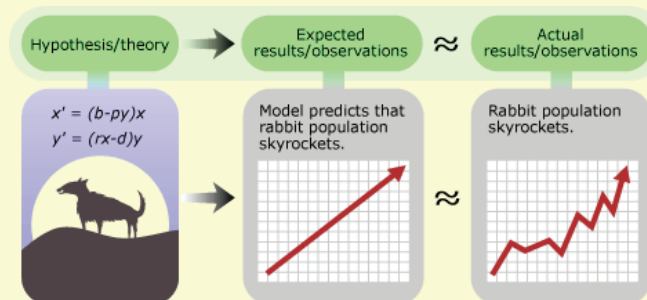 Hypothesis/theory
Expected
results/observations
≈
Actual
results/observations
x' = (b-py)x
y' = (rx-d)y
Model predicts that
rabbit population
skyrockets.
≈
Rabbit population
skyrockets.